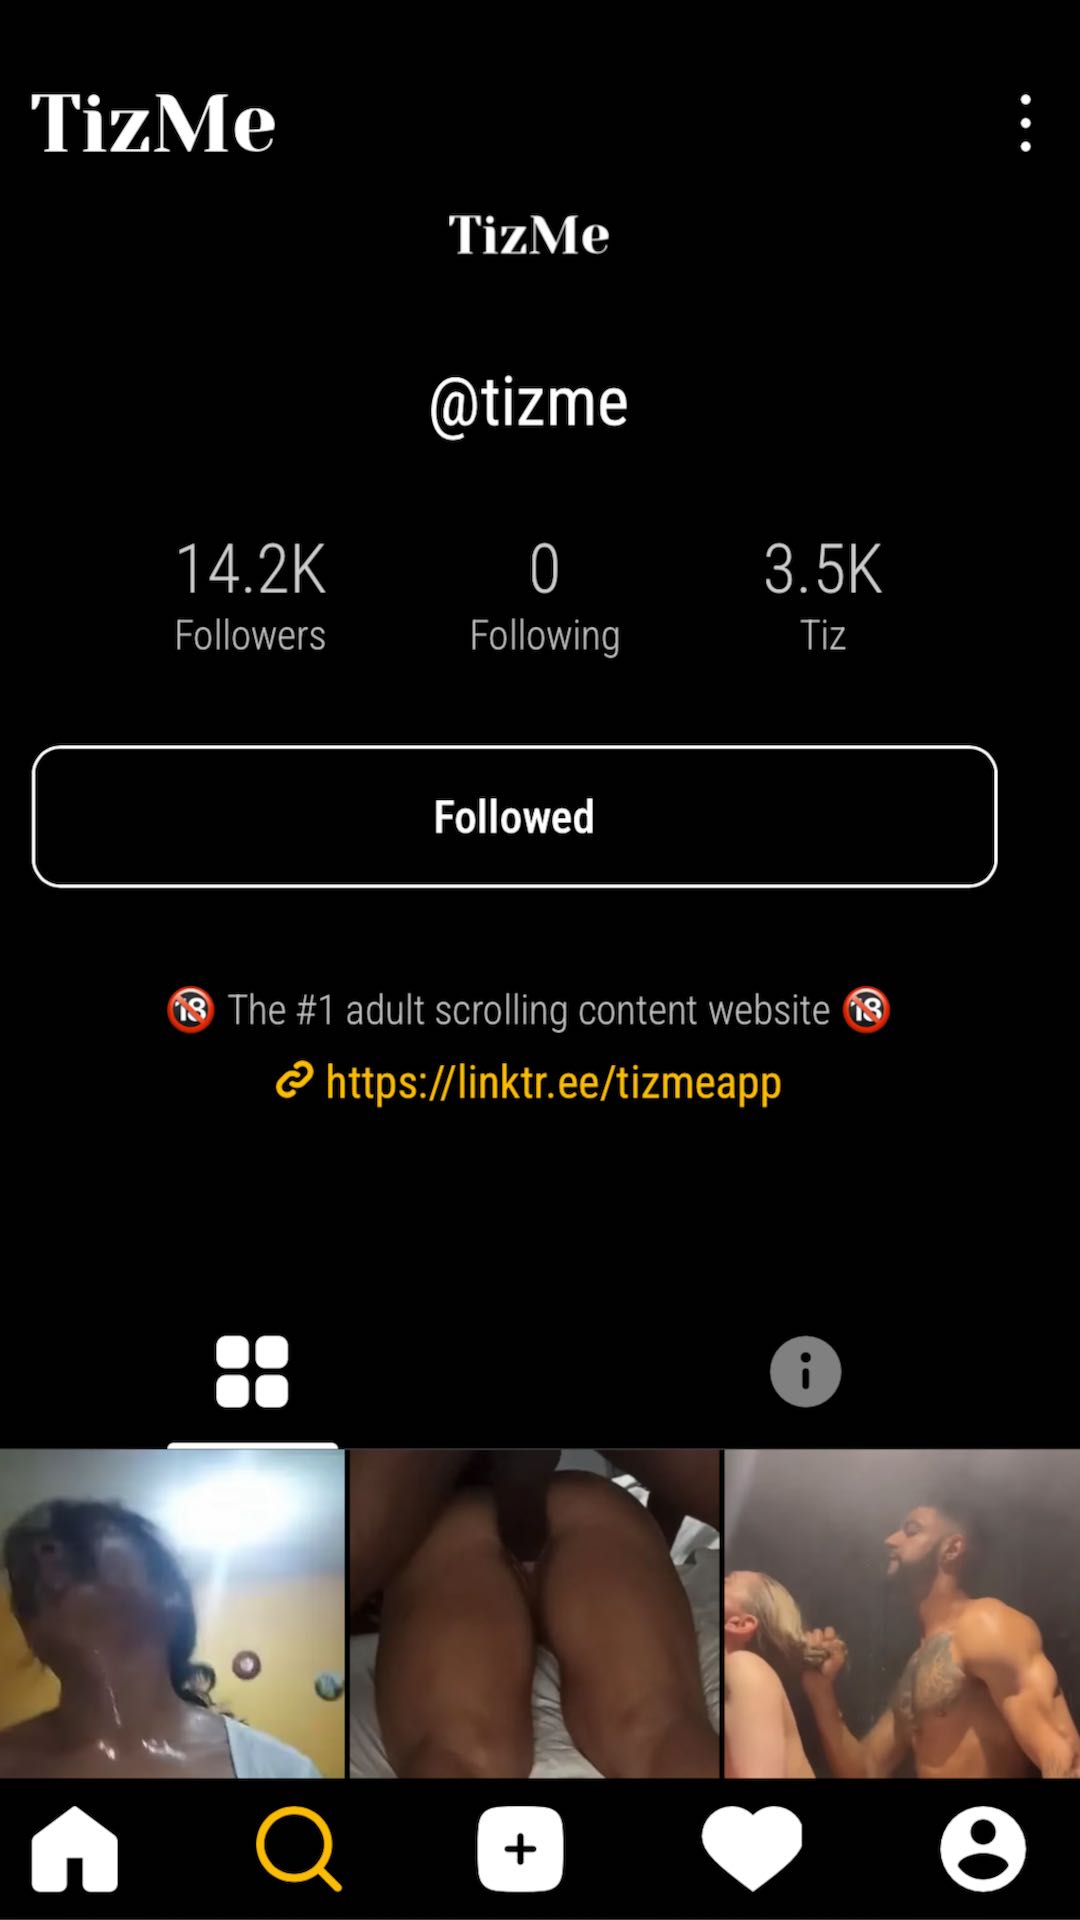 TizMe
TizMe
@tizme
14.2K 0 3.5K
Followers Following Tiz
Followed
🔞 The #1 adult scrolling content website 🔞
https://linktr.ee/tizmeapp